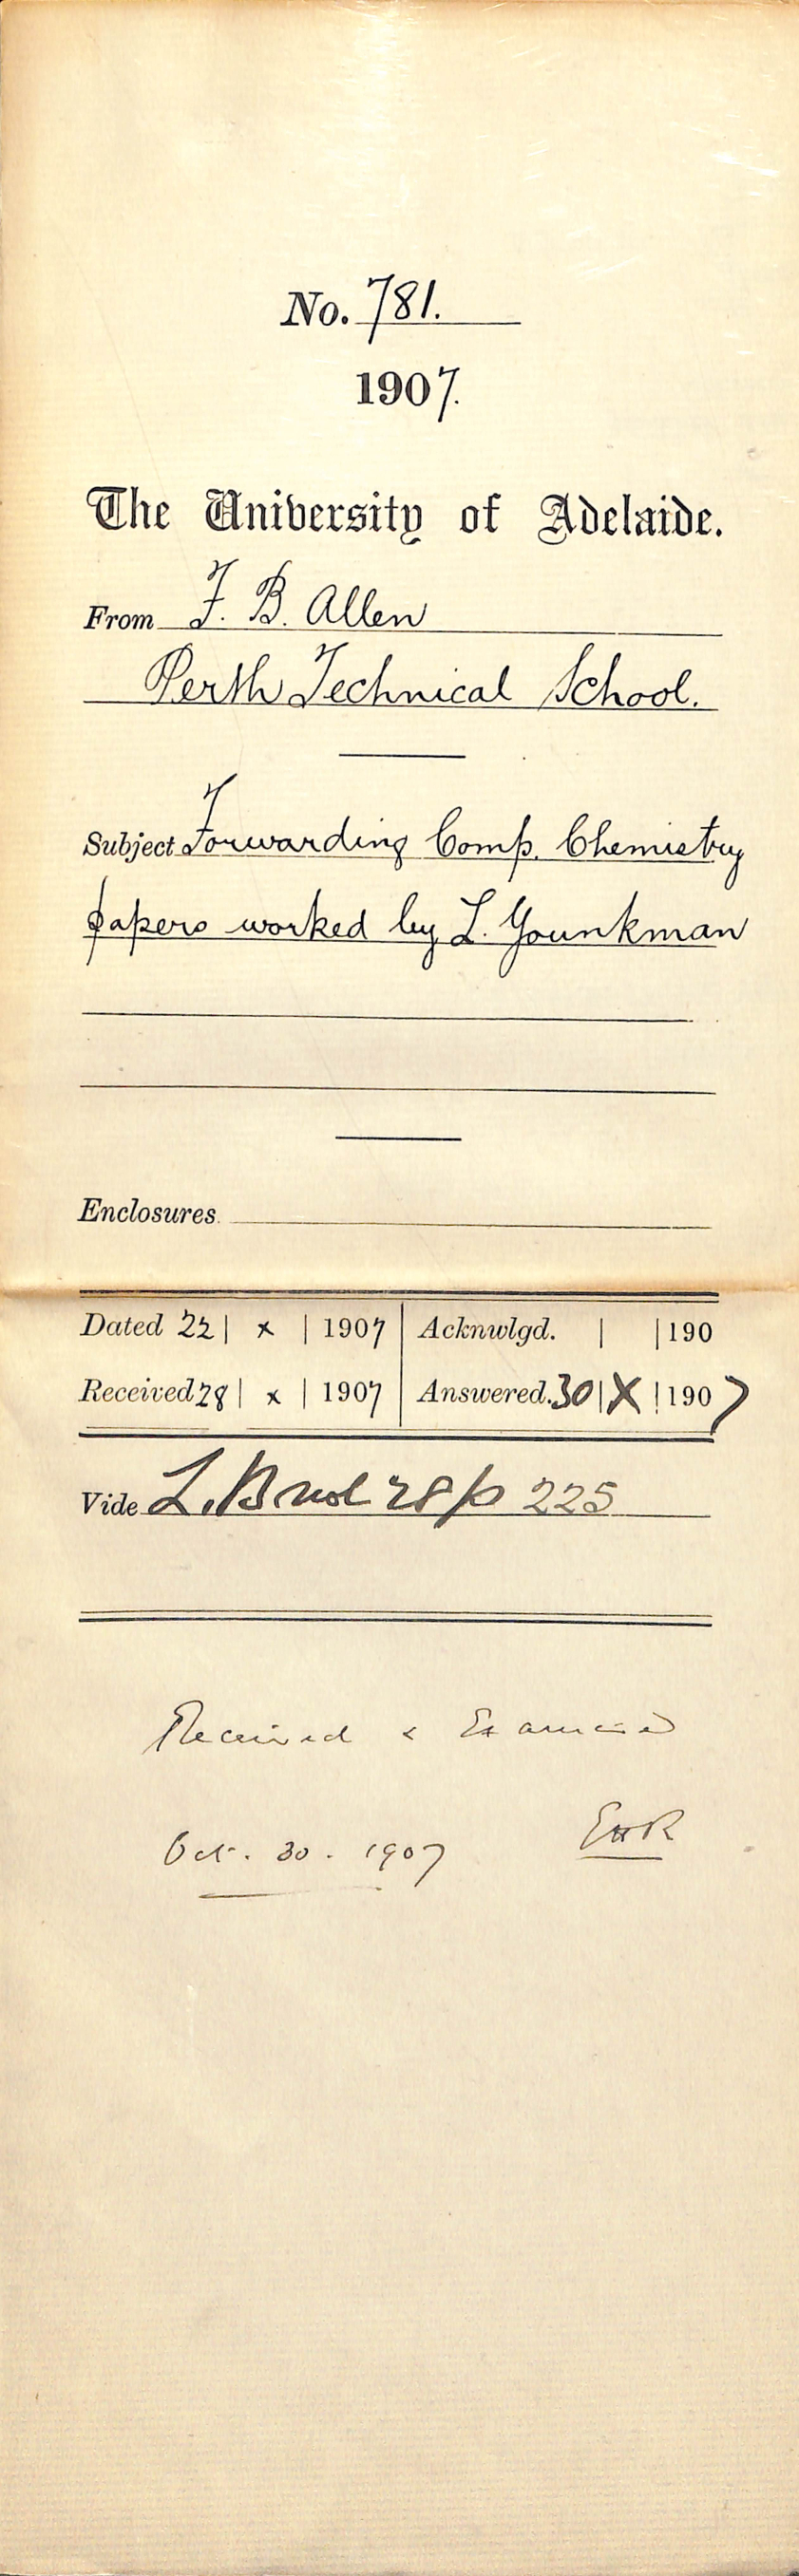 No. 781.
1907.
The University of Adelaide.
From F. B. Allen
Perth Technical School.
Subject Forwarding Comp. Chemistry
papers worked by L. Younkman
Enclosures
Dated 22 | x | 1907 | Acknwlgd. | | 190
Received 28 | x | 1907 | Answered. 30 | X | 1907
Vide L.B vol 28 p 225
Received & Examined
EHR
Oct. 30. 1907